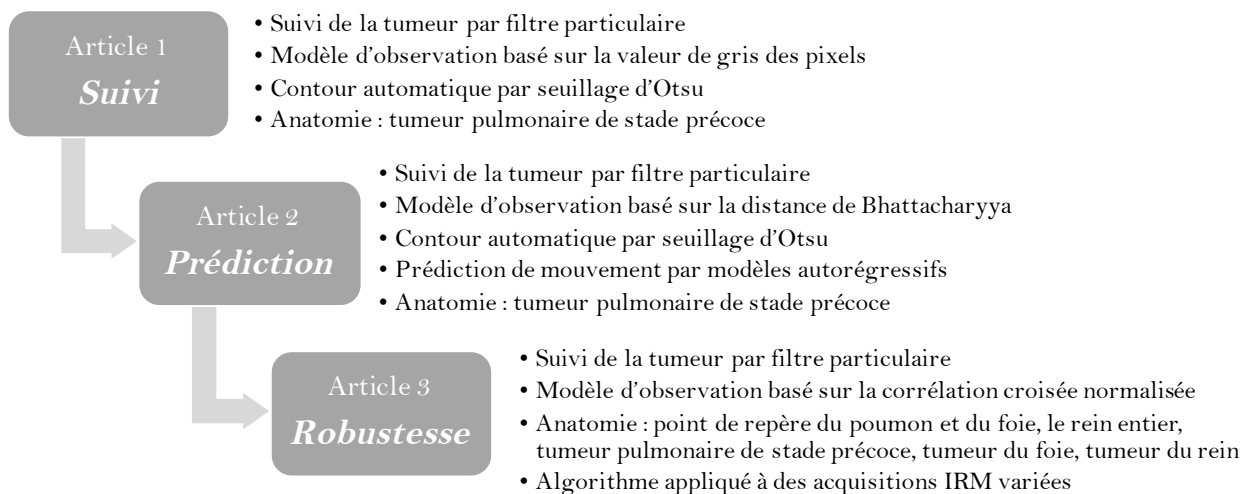 Article 1
Suivi
• Suivi de la tumeur par filtre particulaire
• Modèle d'observation basé sur la valeur de gris des pixels
• Contour automatique par seuillage d'Otsu
• Anatomie : tumeur pulmonaire de stade précoce
Article 2
Prédiction
• Suivi de la tumeur par filtre particulaire
• Modèle d'observation basé sur la distance de Bhattacharyya
• Contour automatique par seuillage d'Otsu
• Prédiction de mouvement par modèles autorégressifs
• Anatomie : tumeur pulmonaire de stade précoce
Article 3
Robustesse
• Suivi de la tumeur par filtre particulaire
• Modèle d'observation basé sur la corrélation croisée normalisée
• Anatomie : point de repère du poumon et du foie, le rein entier,
tumeur pulmonaire de stade précoce, tumeur du foie, tumeur du rein
• Algorithme appliqué à des acquisitions IRM variées